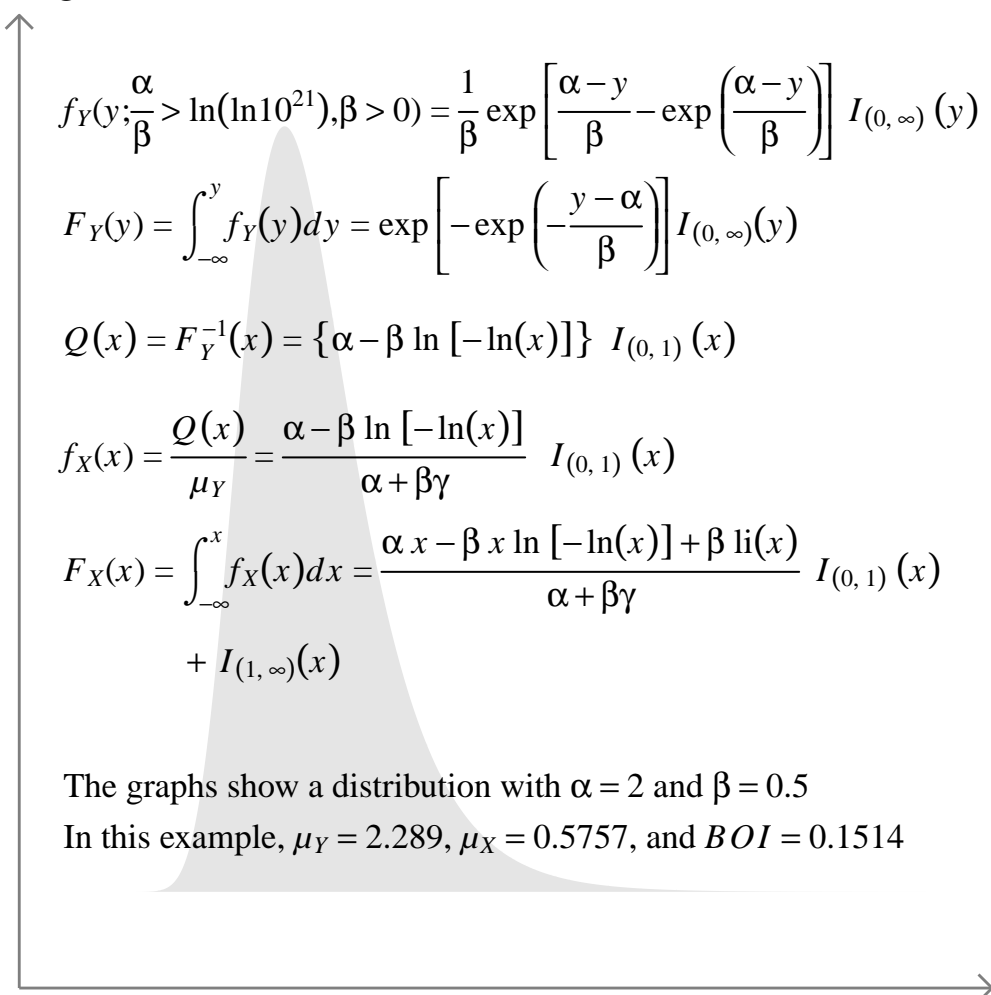 f_Y(y; α/β > ln(ln10^21), β > 0) = 1/β exp [ (α − y)/β − exp ( (α − y)/β ) ] I_(0, ∞) (y)
F_Y(y) = ∫_{−∞}^{y} f_Y(y)dy = exp [ −exp ( −(y − α)/β ) ] I_(0, ∞)(y)
Q(x) = F_Y^{−1}(x) = {α − β ln [−ln(x)]} I_(0, 1) (x)
f_X(x) = Q(x)/μ_Y = (α − β ln [−ln(x)])/(α + βγ) I_(0, 1) (x)
F_X(x) = ∫_{−∞}^{x} f_X(x)dx = (α x − β x ln [−ln(x)] + β li(x))/(α + βγ) I_(0, 1) (x)
+ I_(1, ∞)(x)
The graphs show a distribution with α = 2 and β = 0.5
In this example, μ_Y = 2.289, μ_X = 0.5757, and BOI = 0.1514